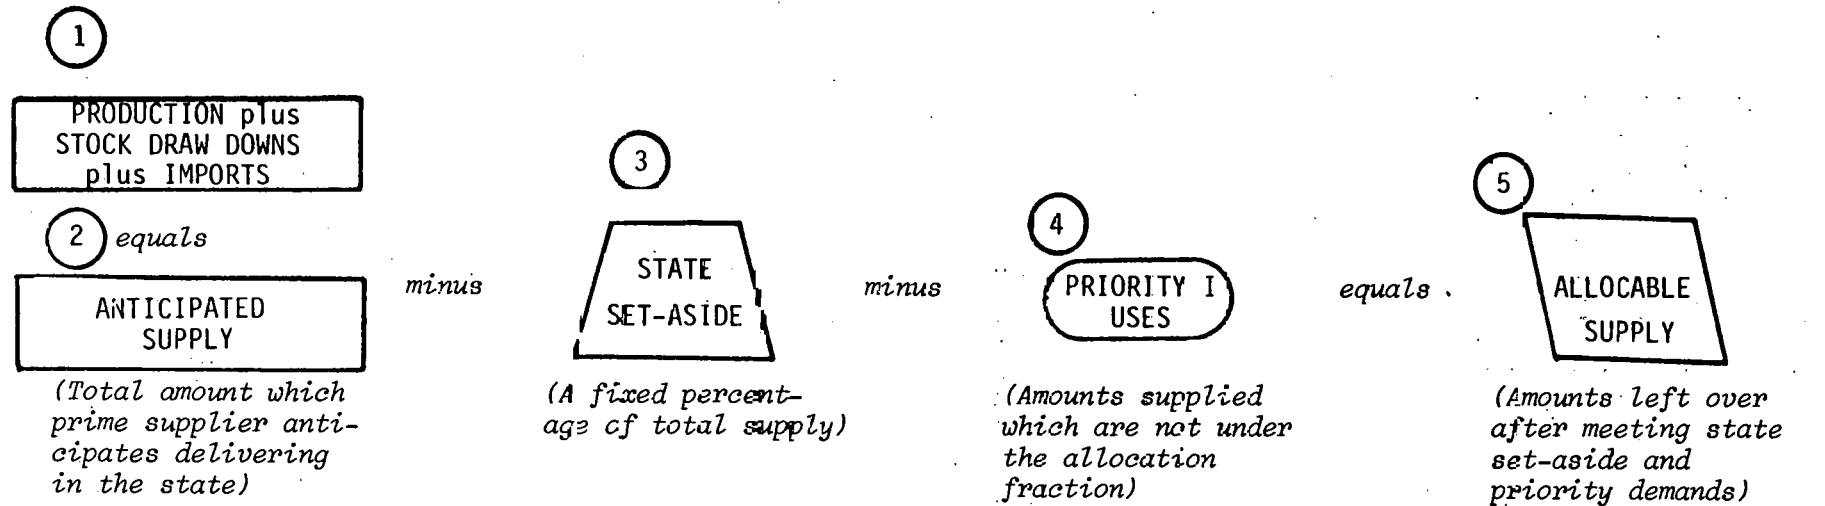 1
PRODUCTION plus
STOCK DRAW DOWNS
plus IMPORTS
2 equals
ANTICIPATED
SUPPLY
(Total amount which
prime supplier anti-
cipates delivering
in the state)
minus
3
STATE
SET-ASIDE
(A fixed percent-
age of total supply)
minus
4
PRIORITY I
USES
(Amounts supplied
which are not under
the allocation
fraction)
equals
5
ALLOCABLE
SUPPLY
(Amounts left over
after meeting state
set-aside and
priority demands)